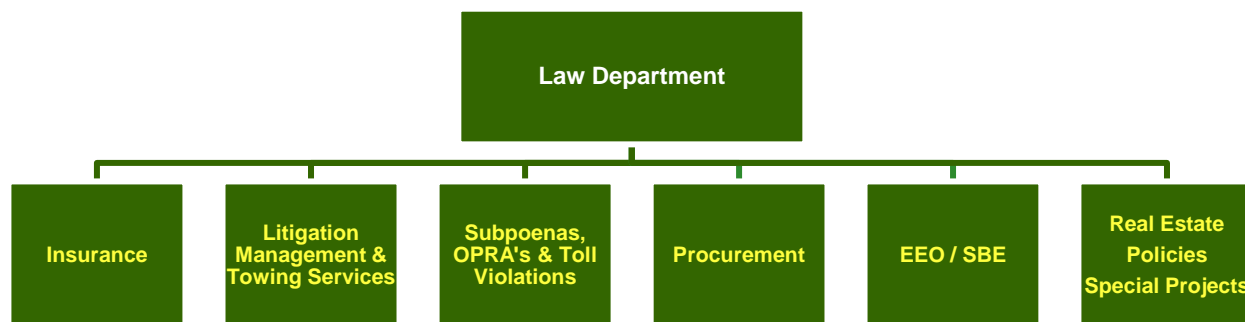 Law Department
Insurance
Litigation
Management &
Towing Services
Subpoenas,
OPRA's & Toll
Violations
Procurement
EEO / SBE
Real Estate
Policies
Special Projects